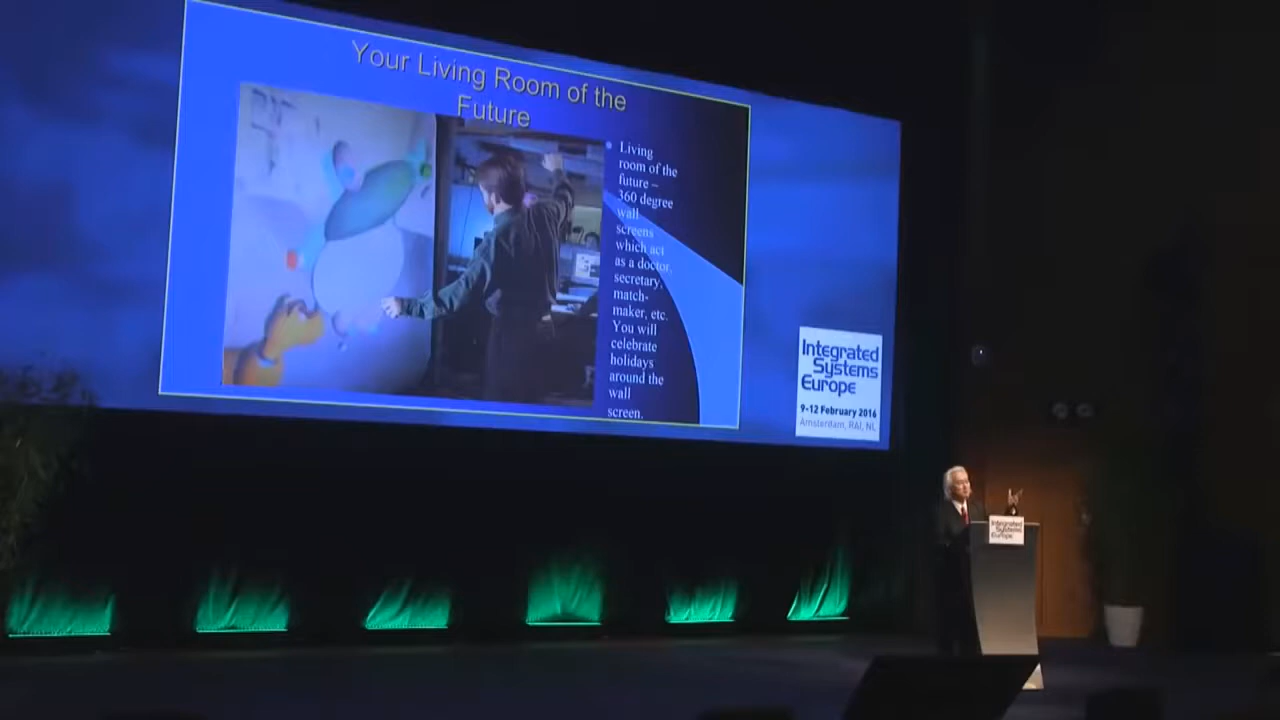 Your Living Room of the
Future
Living
room of the
future –
360 degree
wall
screens
which act
as a doctor,
secretary,
match-
maker, etc.
You will
celebrate
holidays
around the
wall
screen.
Integrated
Systems
Europe
9-12 February 2016
Amsterdam, RAI, NL
Integrated
Systems
Europe